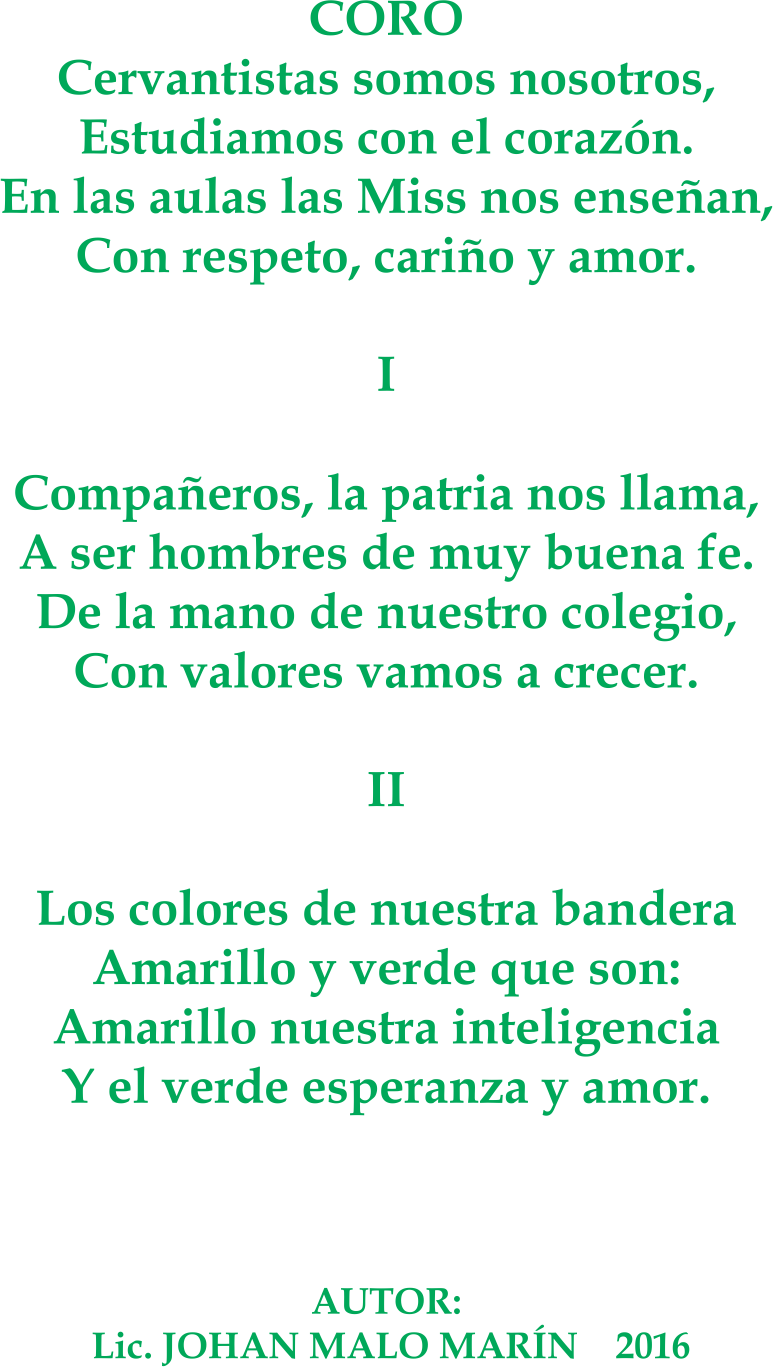 CORO
Cervantistas somos nosotros,
Estudiamos con el corazón.
En las aulas las Miss nos enseñan,
Con respeto, cariño y amor.
I
Compañeros, la patria nos llama,
A ser hombres de muy buena fe.
De la mano de nuestro colegio,
Con valores vamos a crecer.
II
Los colores de nuestra bandera
Amarillo y verde que son:
Amarillo nuestra inteligencia
Y el verde esperanza y amor.
AUTOR:
Lic. JOHAN MALO MARÍN 2016